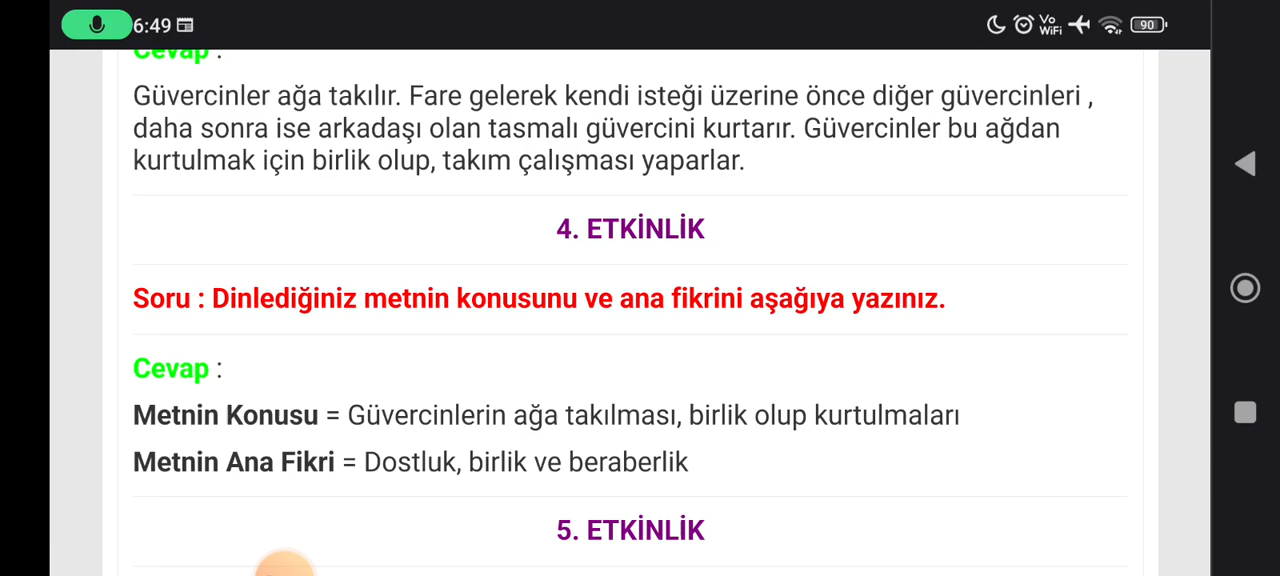 6:49
Vo
WiFi
90
Cevap :
Güvercinler ağa takılır. Fare gelerek kendi isteği üzerine önce diğer güvercinleri ,
daha sonra ise arkadaşı olan tasmalı güvercini kurtarır. Güvercinler bu ağdan
kurtulmak için birlik olup, takım çalışması yaparlar.
4. ETKİNLİK
Soru : Dinlediğiniz metnin konusunu ve ana fikrini aşağıya yazınız.
Cevap :
Metnin Konusu = Güvercinlerin ağa takılması, birlik olup kurtulmaları
Metnin Ana Fikri = Dostluk, birlik ve beraberlik
5. ETKİNLİK